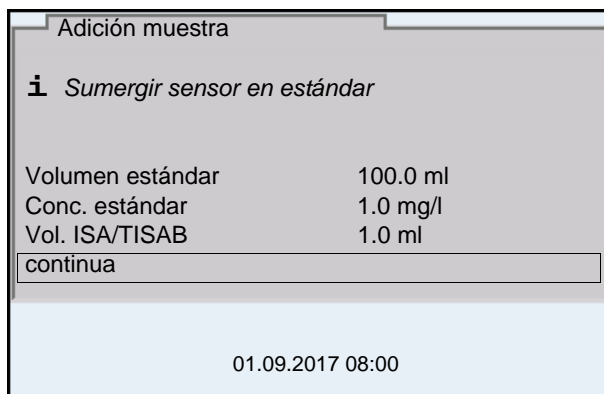 Adición muestra
i Sumergir sensor en estándar
Volumen estándar 100.0 ml
Conc. estándar 1.0 mg/l
Vol. ISA/TISAB 1.0 ml
continua
01.09.2017 08:00